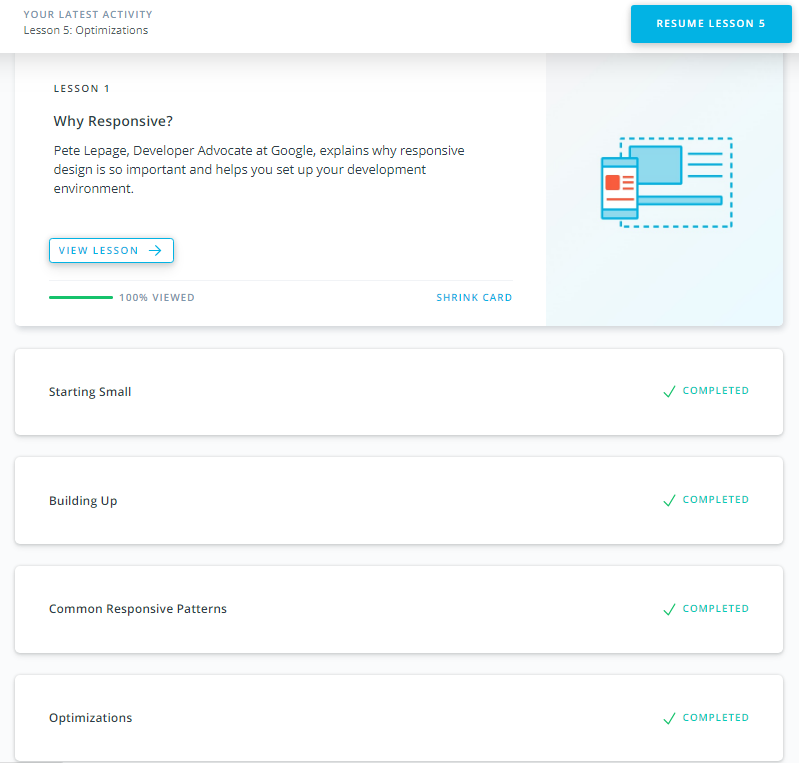 YOUR LATEST ACTIVITY
Lesson 5: Optimizations
RESUME LESSON 5
LESSON 1
Why Responsive?
Pete Lepage, Developer Advocate at Google, explains why responsive
design is so important and helps you set up your development
environment.
VIEW LESSON
100% VIEWED
SHRINK CARD
Starting Small
COMPLETED
Building Up
COMPLETED
Common Responsive Patterns
COMPLETED
Optimizations
COMPLETED